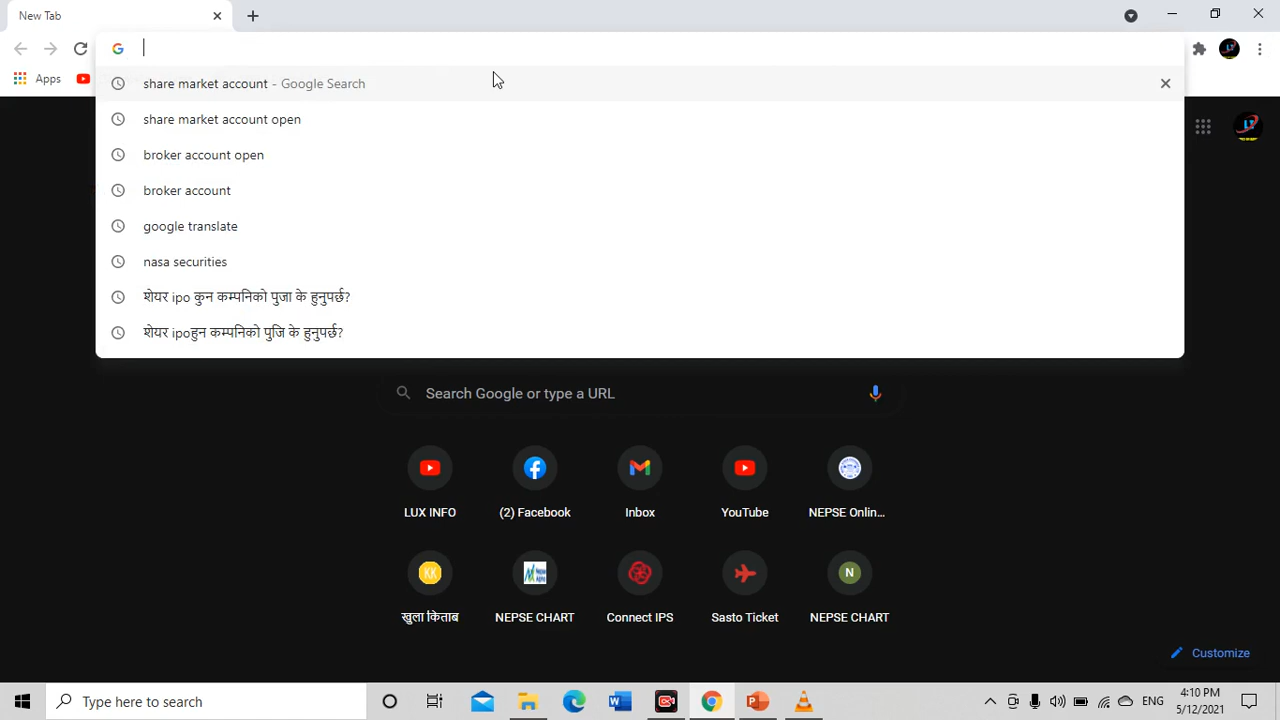 New Tab
Apps
share market account - Google Search
share market account open
broker account open
broker account
google translate
nasa securities
शेयर ipo कुन कम्पनिको पुजा के हुनुपर्छ?
शेयर ipoहुन कम्पनिको पुजि के हुनुपर्छ?
Search Google or type a URL
LUX INFO
(2) Facebook
Inbox
YouTube
NEPSE Onlin...
खुला किताब
NEPSE CHART
Connect IPS
Sasto Ticket
NEPSE CHART
Customize
Type here to search
ENG
4:10 PM
5/12/2021